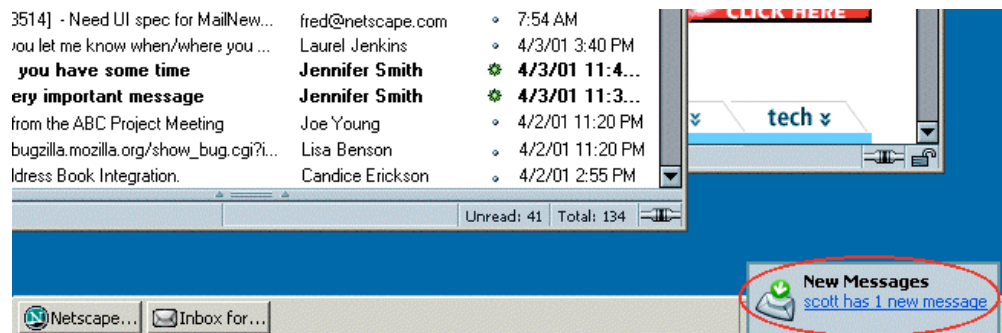 3514] - Need UI spec for MailNew... fred@netscape.com 7:54 AM
you let me know when/where you ... Laurel Jenkins 4/3/01 3:40 PM
you have some time Jennifer Smith 4/3/01 11:4...
ery important message Jennifer Smith 4/3/01 11:3...
from the ABC Project Meeting Joe Young 4/2/01 11:20 PM
bugzilla.mozilla.org/show_bug.cgi?i... Lisa Benson 4/2/01 11:20 PM
ldress Book Integration. Candice Erickson 4/2/01 2:55 PM
Unread: 41 Total: 134
CLICK HERE
tech
New Messages
scott has 1 new message
Netscape... Inbox for...